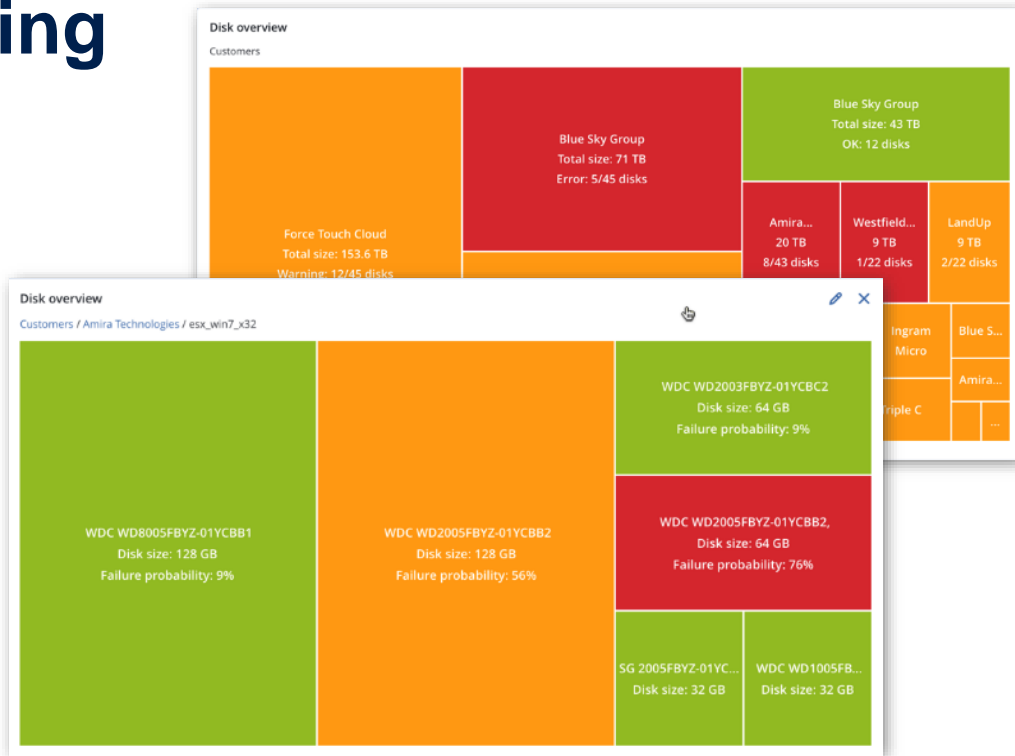 ing
Disk overview
Customers
Force Touch Cloud
Total size: 153.6 TB
Warning: 12/45 disks
Blue Sky Group
Total size: 71 TB
Error: 5/45 disks
Blue Sky Group
Total size: 43 TB
OK: 12 disks
Amira...
20 TB
8/43 disks
Westfield...
9 TB
1/22 disks
LandUp
9 TB
2/22 disks
Ingram
Micro
Blue S...
Amira...
Triple C
...
Disk overview
Customers / Amira Technologies / esx_win7_x32
WDC WD8005FBYZ-01YCBB1
Disk size: 128 GB
Failure probability: 9%
WDC WD2005FBYZ-01YCBB2
Disk size: 128 GB
Failure probability: 56%
WDC WD2003FBYZ-01YCBC2
Disk size: 64 GB
Failure probability: 9%
WDC WD2005FBYZ-01YCBB2,
Disk size: 64 GB
Failure probability: 76%
SG 2005FBYZ-01YC...
Disk size: 32 GB
WDC WD1005FB...
Disk size: 32 GB